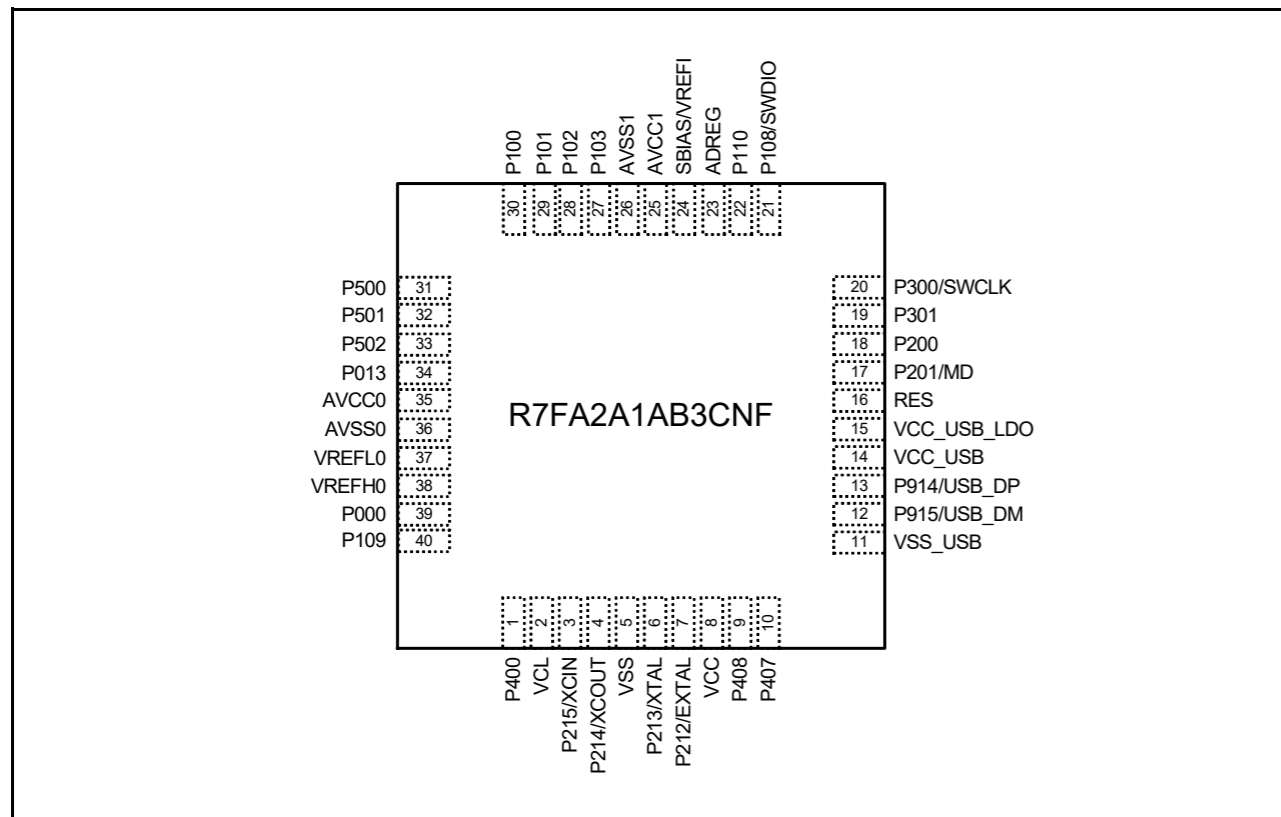 P100
P101
P102
P103
AVSS1
AVCC1
SBIAS/VREFI
ADREG
P110
P108/SWDIO
30
29
28
27
26
25
24
23
22
21
P500 31
P501 32
P502 33
P013 34
AVCC0 35
AVSS0 36
VREFL0 37
VREFH0 38
P000 39
P109 40
R7FA2A1AB3CNF
20 P300/SWCLK
19 P301
18 P200
17 P201/MD
16 RES
15 VCC_USB_LDO
14 VCC_USB
13 P914/USB_DP
12 P915/USB_DM
11 VSS_USB
1
2
3
4
5
6
7
8
9
10
P400
VCL
P215/XCIN
P214/XCOUT
VSS
P213/XTAL
P212/EXTAL
VCC
P408
P407